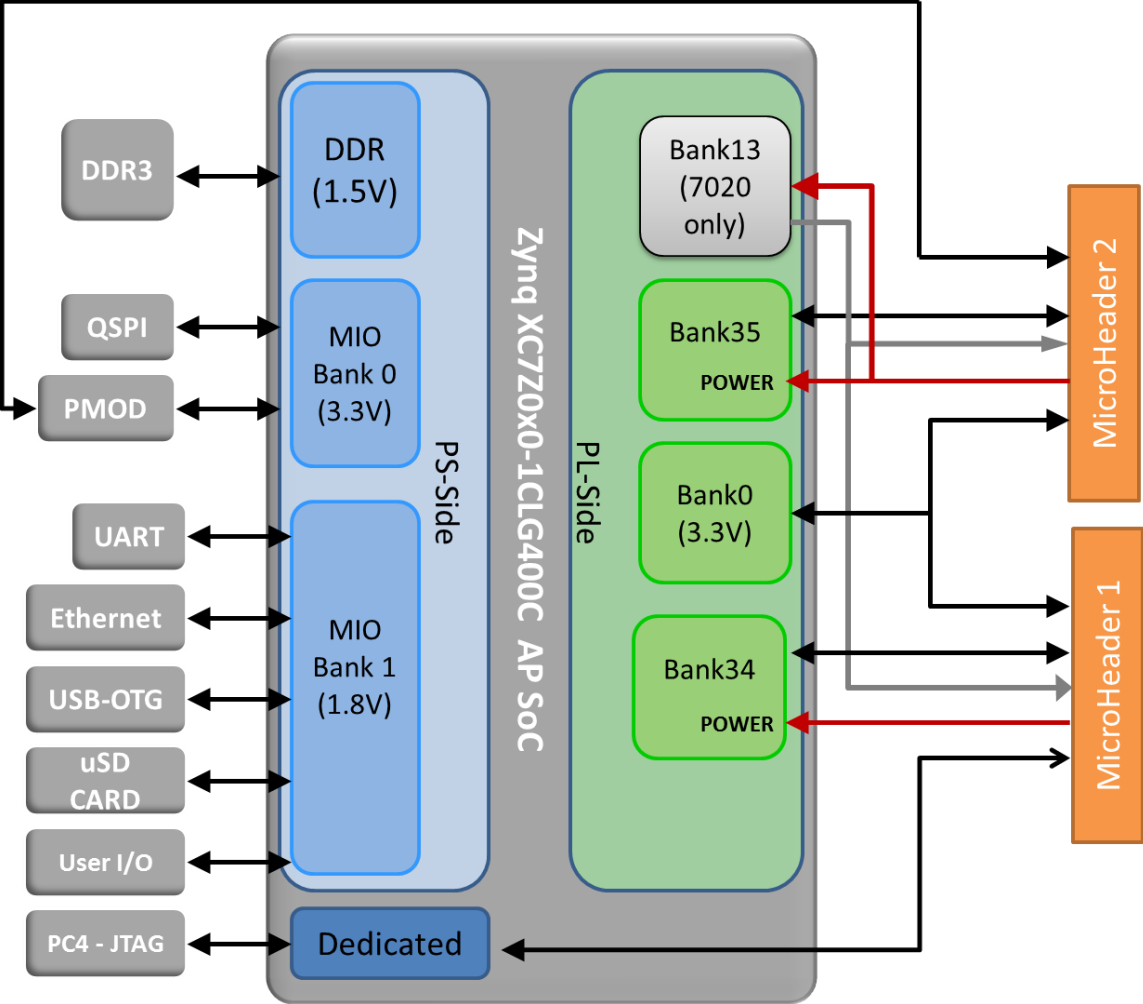 DDR3
QSPI
PMOD
UART
Ethernet
USB-OTG
uSD
CARD
User I/O
PC4 - JTAG
DDR
(1.5V)
MIO
Bank 0
(3.3V)
MIO
Bank 1
(1.8V)
PS-Side
Dedicated
Zynq XC7Z0x0-1CLG400C AP SoC
PL-Side
Bank13
(7020
only)
Bank35
POWER
Bank0
(3.3V)
Bank34
POWER
MicroHeader 2
MicroHeader 1